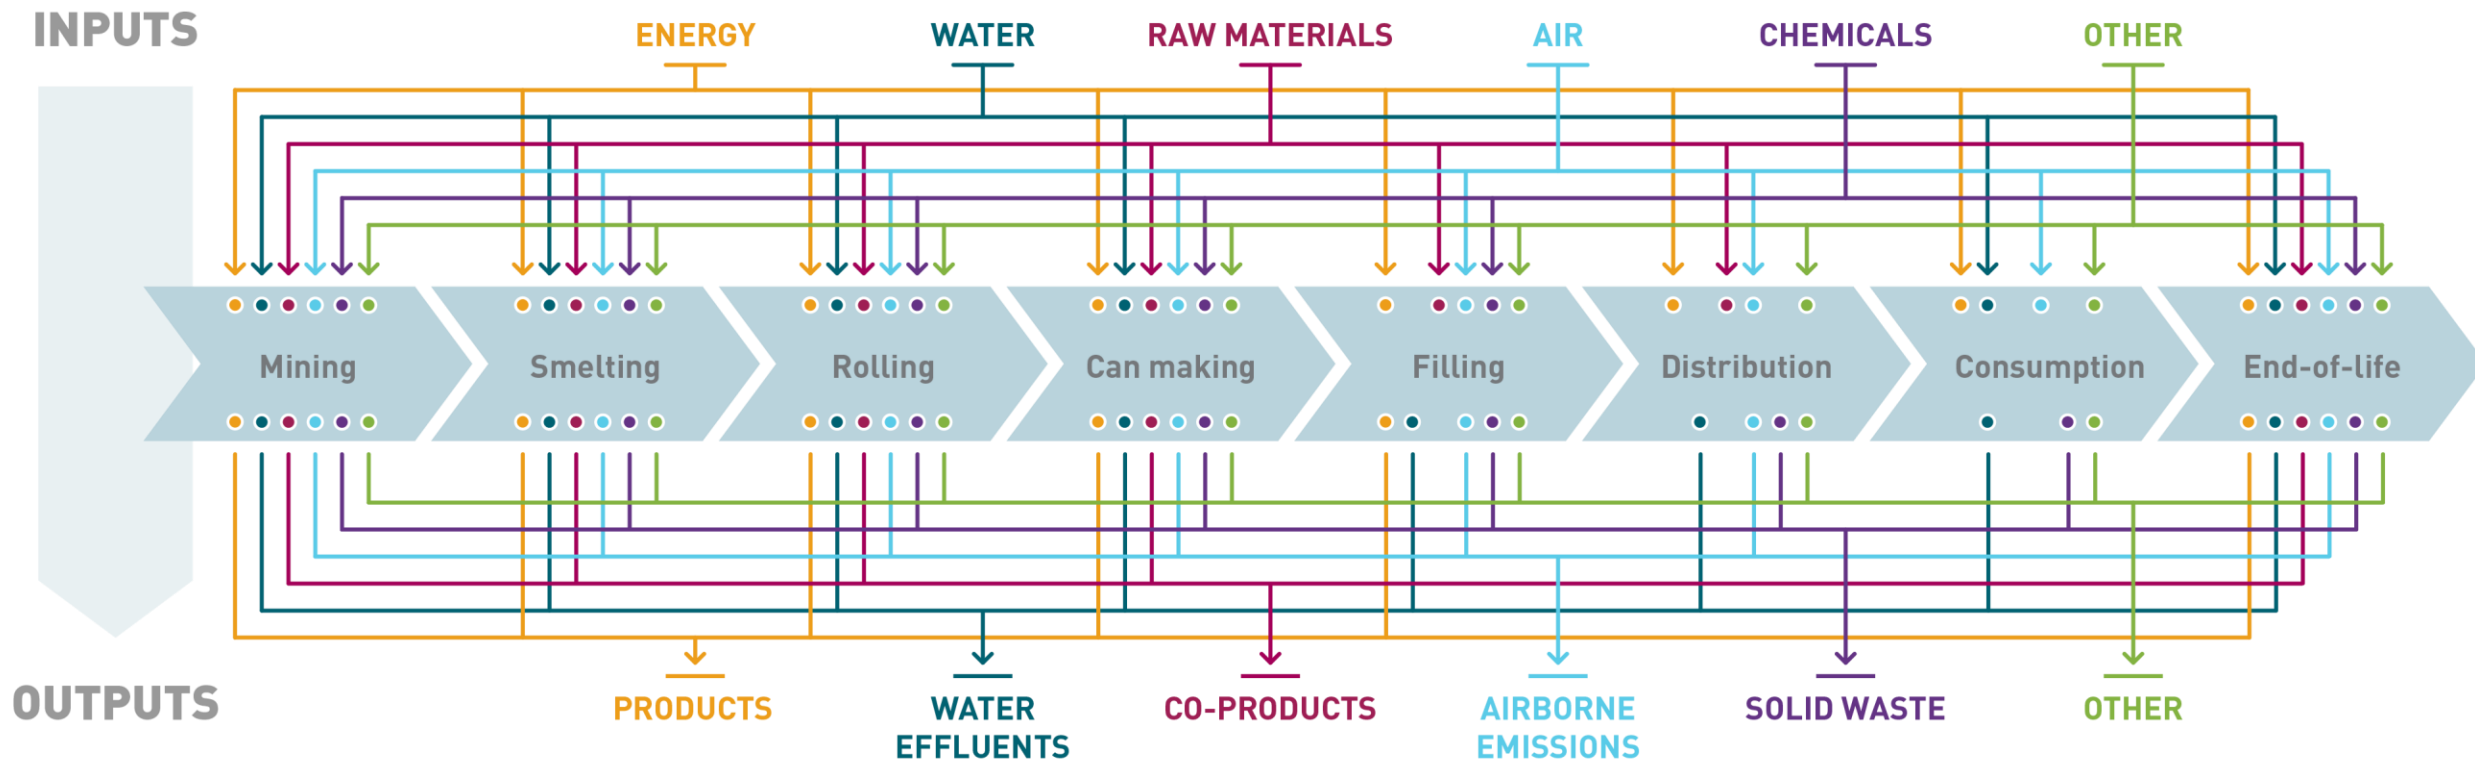 INPUTS
ENERGY
WATER
RAW MATERIALS
AIR
CHEMICALS
OTHER
Mining
Smelting
Rolling
Can making
Filling
Distribution
Consumption
End-of-life
OUTPUTS
PRODUCTS
WATER
EFFLUENTS
CO-PRODUCTS
AIRBORNE
EMISSIONS
SOLID WASTE
OTHER